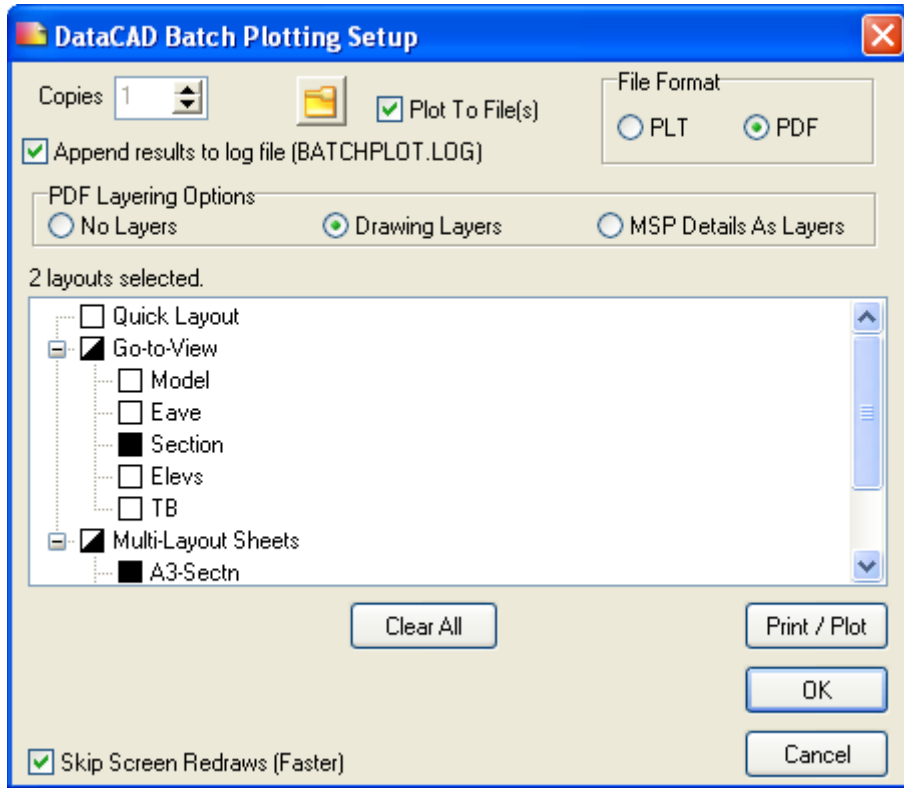 DataCAD Batch Plotting Setup
Copies 1
Plot To File(s)
File Format
PLT PDF
Append results to log file (BATCHPLOT.LOG)
PDF Layering Options
No Layers Drawing Layers MSP Details As Layers
2 layouts selected.
Quick Layout
Go-to-View
Model
Eave
Section
Elevs
TB
Multi-Layout Sheets
A3-Sectn
Clear All Print / Plot
OK
Skip Screen Redraws (Faster) Cancel